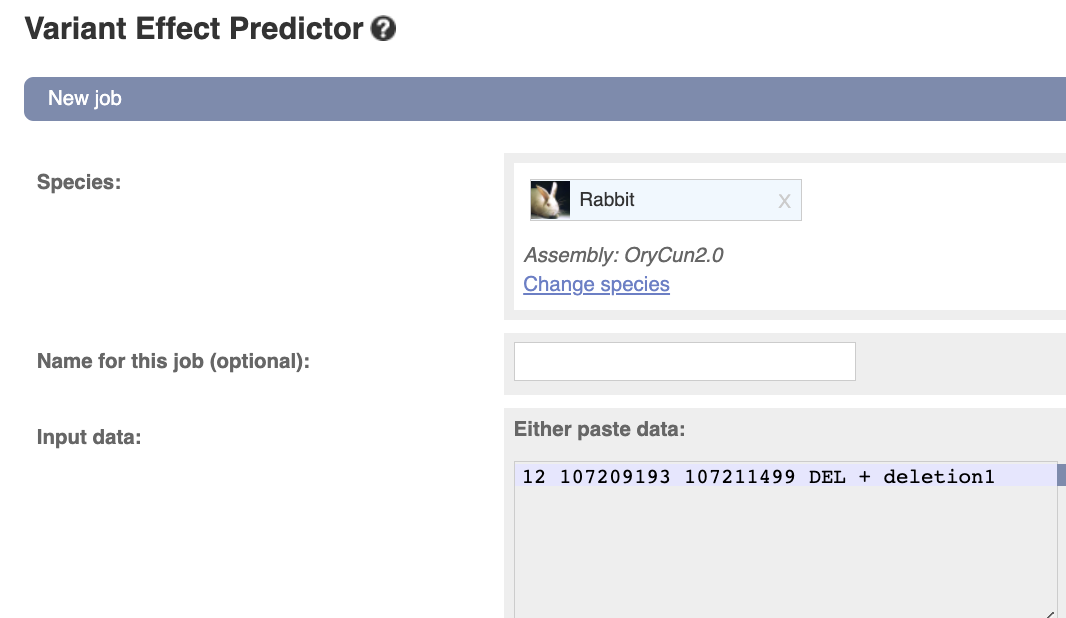 Variant Effect Predictor ?
New job
Species:
Rabbit x
Assembly: OryCun2.0
Change species
Name for this job (optional):
Input data:
Either paste data:
12 107209193 107211499 DEL + deletion1